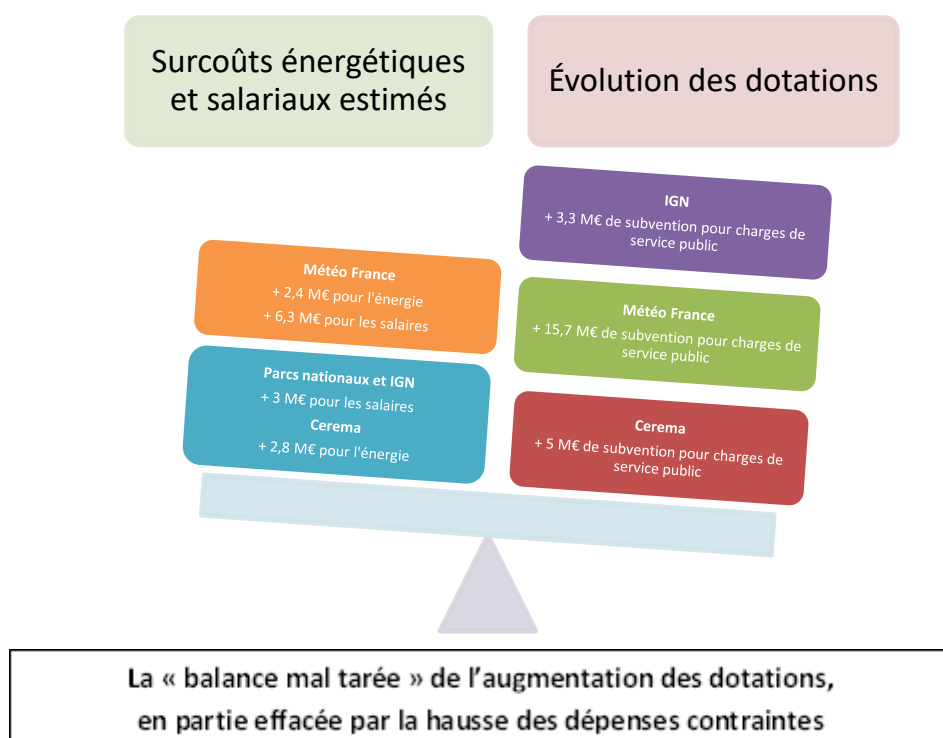 Surcoûts énergétiques
et salariaux estimés
Évolution des dotations
Météo France
+ 2,4 M€ pour l'énergie
+ 6,3 M€ pour les salaires
Parcs nationaux et IGN
+ 3 M€ pour les salaires
Cerema
+ 2,8 M€ pour l'énergie
IGN
+ 3,3 M€ de subvention pour charges de
service public
Météo France
+ 15,7 M€ de subvention pour charges de
service public
Cerema
+ 5 M€ de subvention pour charges de
service public
La « balance mal tarée » de l’augmentation des dotations,
en partie effacée par la hausse des dépenses contraintes